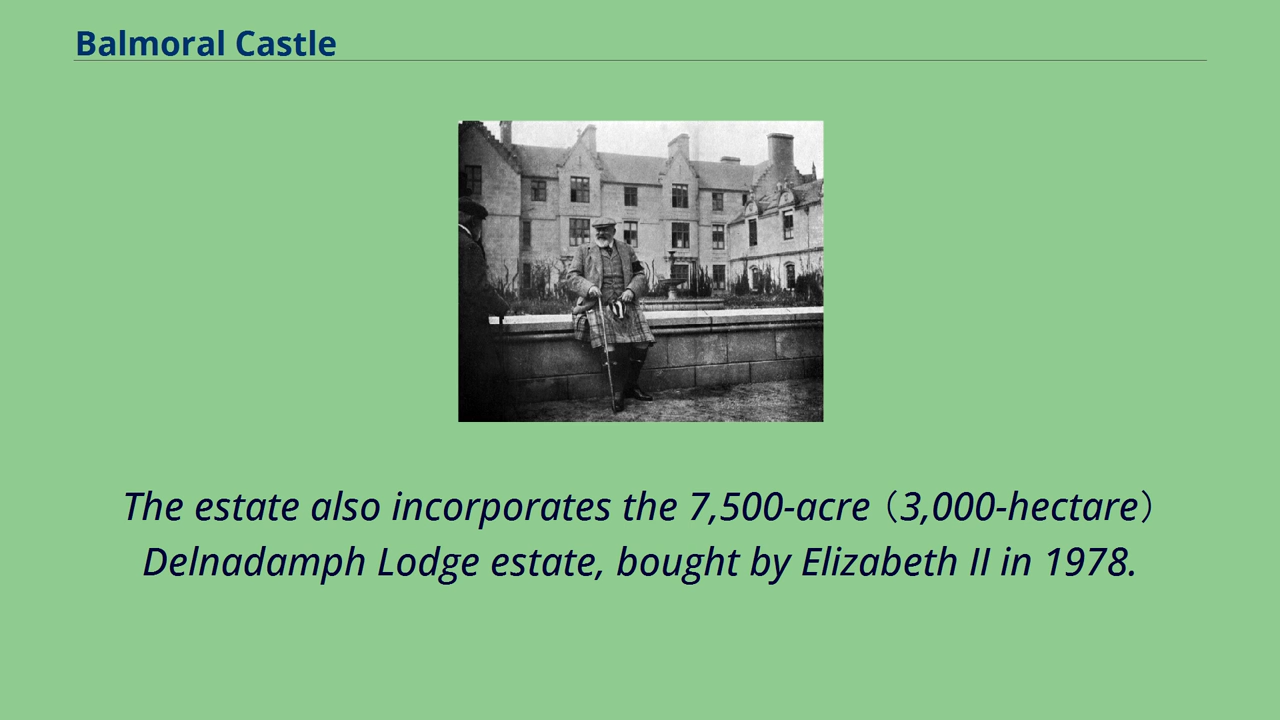 Balmoral Castle
The estate also incorporates the 7,500-acre（3,000-hectare）
Delnadamph Lodge estate, bought by Elizabeth II in 1978.